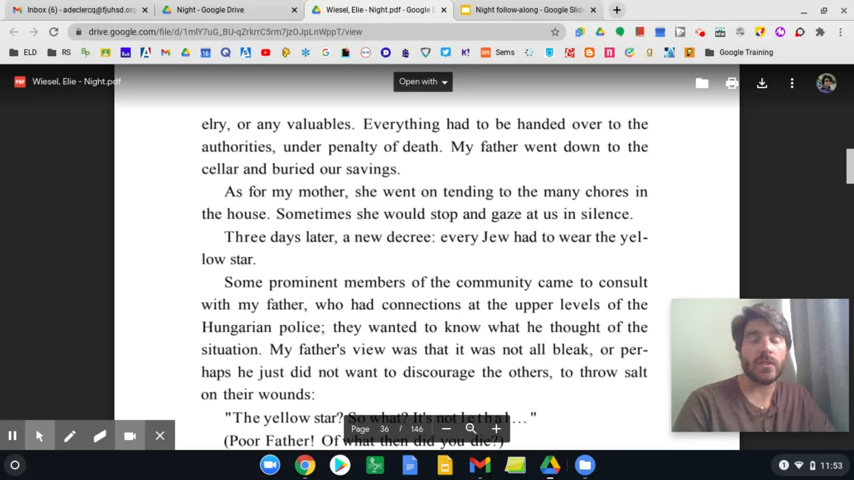 Inbox (6) - adeclercq@fjuhsd.org
Night - Google Drive
Wiesel, Elie - Night.pdf - Google D
Night follow-along - Google Slides
drive.google.com/file/d/
ELD
RS
Sems
Google Training
Wiesel, Elie - Night.pdf
Open with
elry, or any valuables. Everything had to be handed over to the
authorities, under penalty of death. My father went down to the
cellar and buried our savings.
As for my mother, she went on tending to the many chores in
the house. Sometimes she would stop and gaze at us in silence.
Three days later, a new decree: every Jew had to wear the yel-
low star.
Some prominent members of the community came to consult
with my father, who had connections at the upper levels of the
Hungarian police; they wanted to know what he thought of the
situation. My father's view was that it was not all bleak, or per-
haps he just did not want to discourage the others, to throw salt
on their wounds:
"The yellow star? So what? It's not lethal..."
(Poor Father! Of what then did you die?)
Page 36 / 146
1
11:53